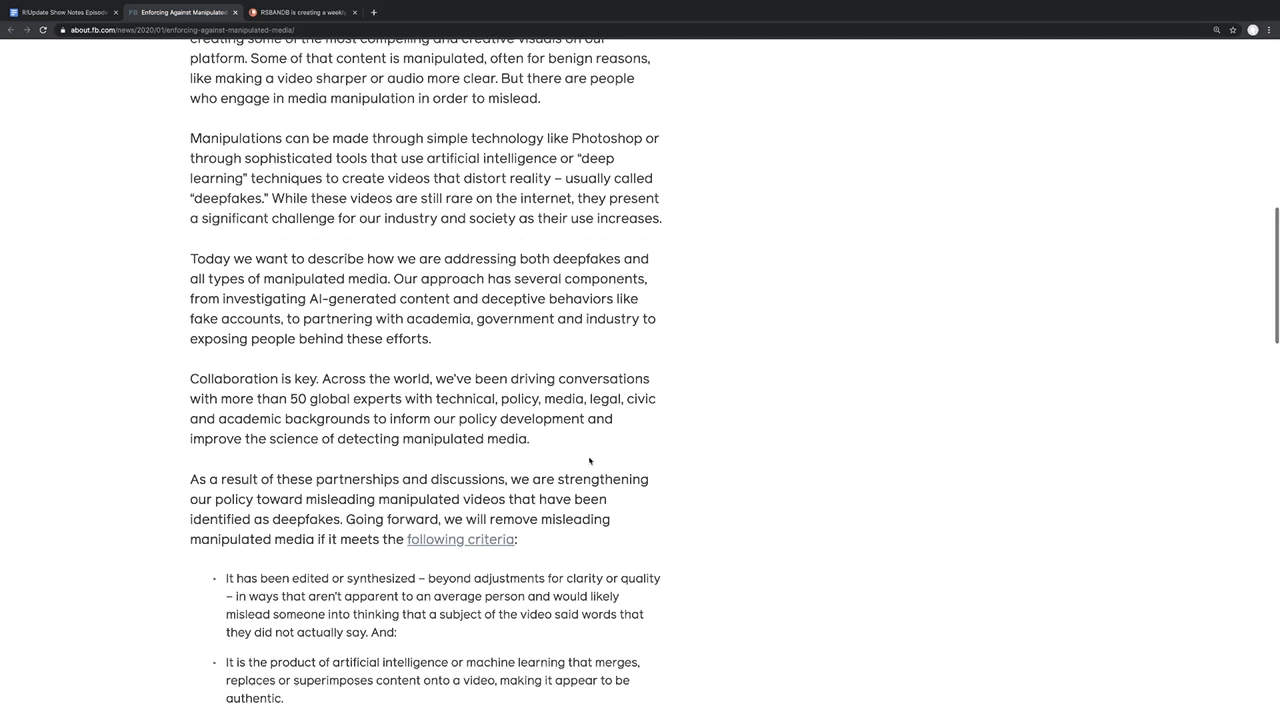 R!Update Show Notes Episode
Enforcing Against Manipulated
RSBANDB is creating a weekly
about.fb.com/news/2020/01/enforcing-against-manipulated-media/
creating some of the most compelling and creative visuals on our
platform. Some of that content is manipulated, often for benign reasons,
like making a video sharper or audio more clear. But there are people
who engage in media manipulation in order to mislead.
Manipulations can be made through simple technology like Photoshop or
through sophisticated tools that use artificial intelligence or “deep
learning” techniques to create videos that distort reality – usually called
“deepfakes.” While these videos are still rare on the internet, they present
a significant challenge for our industry and society as their use increases.
Today we want to describe how we are addressing both deepfakes and
all types of manipulated media. Our approach has several components,
from investigating AI-generated content and deceptive behaviors like
fake accounts, to partnering with academia, government and industry to
exposing people behind these efforts.
Collaboration is key. Across the world, we’ve been driving conversations
with more than 50 global experts with technical, policy, media, legal, civic
and academic backgrounds to inform our policy development and
improve the science of detecting manipulated media.
As a result of these partnerships and discussions, we are strengthening
our policy toward misleading manipulated videos that have been
identified as deepfakes. Going forward, we will remove misleading
manipulated media if it meets the following criteria:
• It has been edited or synthesized – beyond adjustments for clarity or quality
– in ways that aren’t apparent to an average person and would likely
mislead someone into thinking that a subject of the video said words that
they did not actually say. And:
• It is the product of artificial intelligence or machine learning that merges,
replaces or superimposes content onto a video, making it appear to be
authentic.